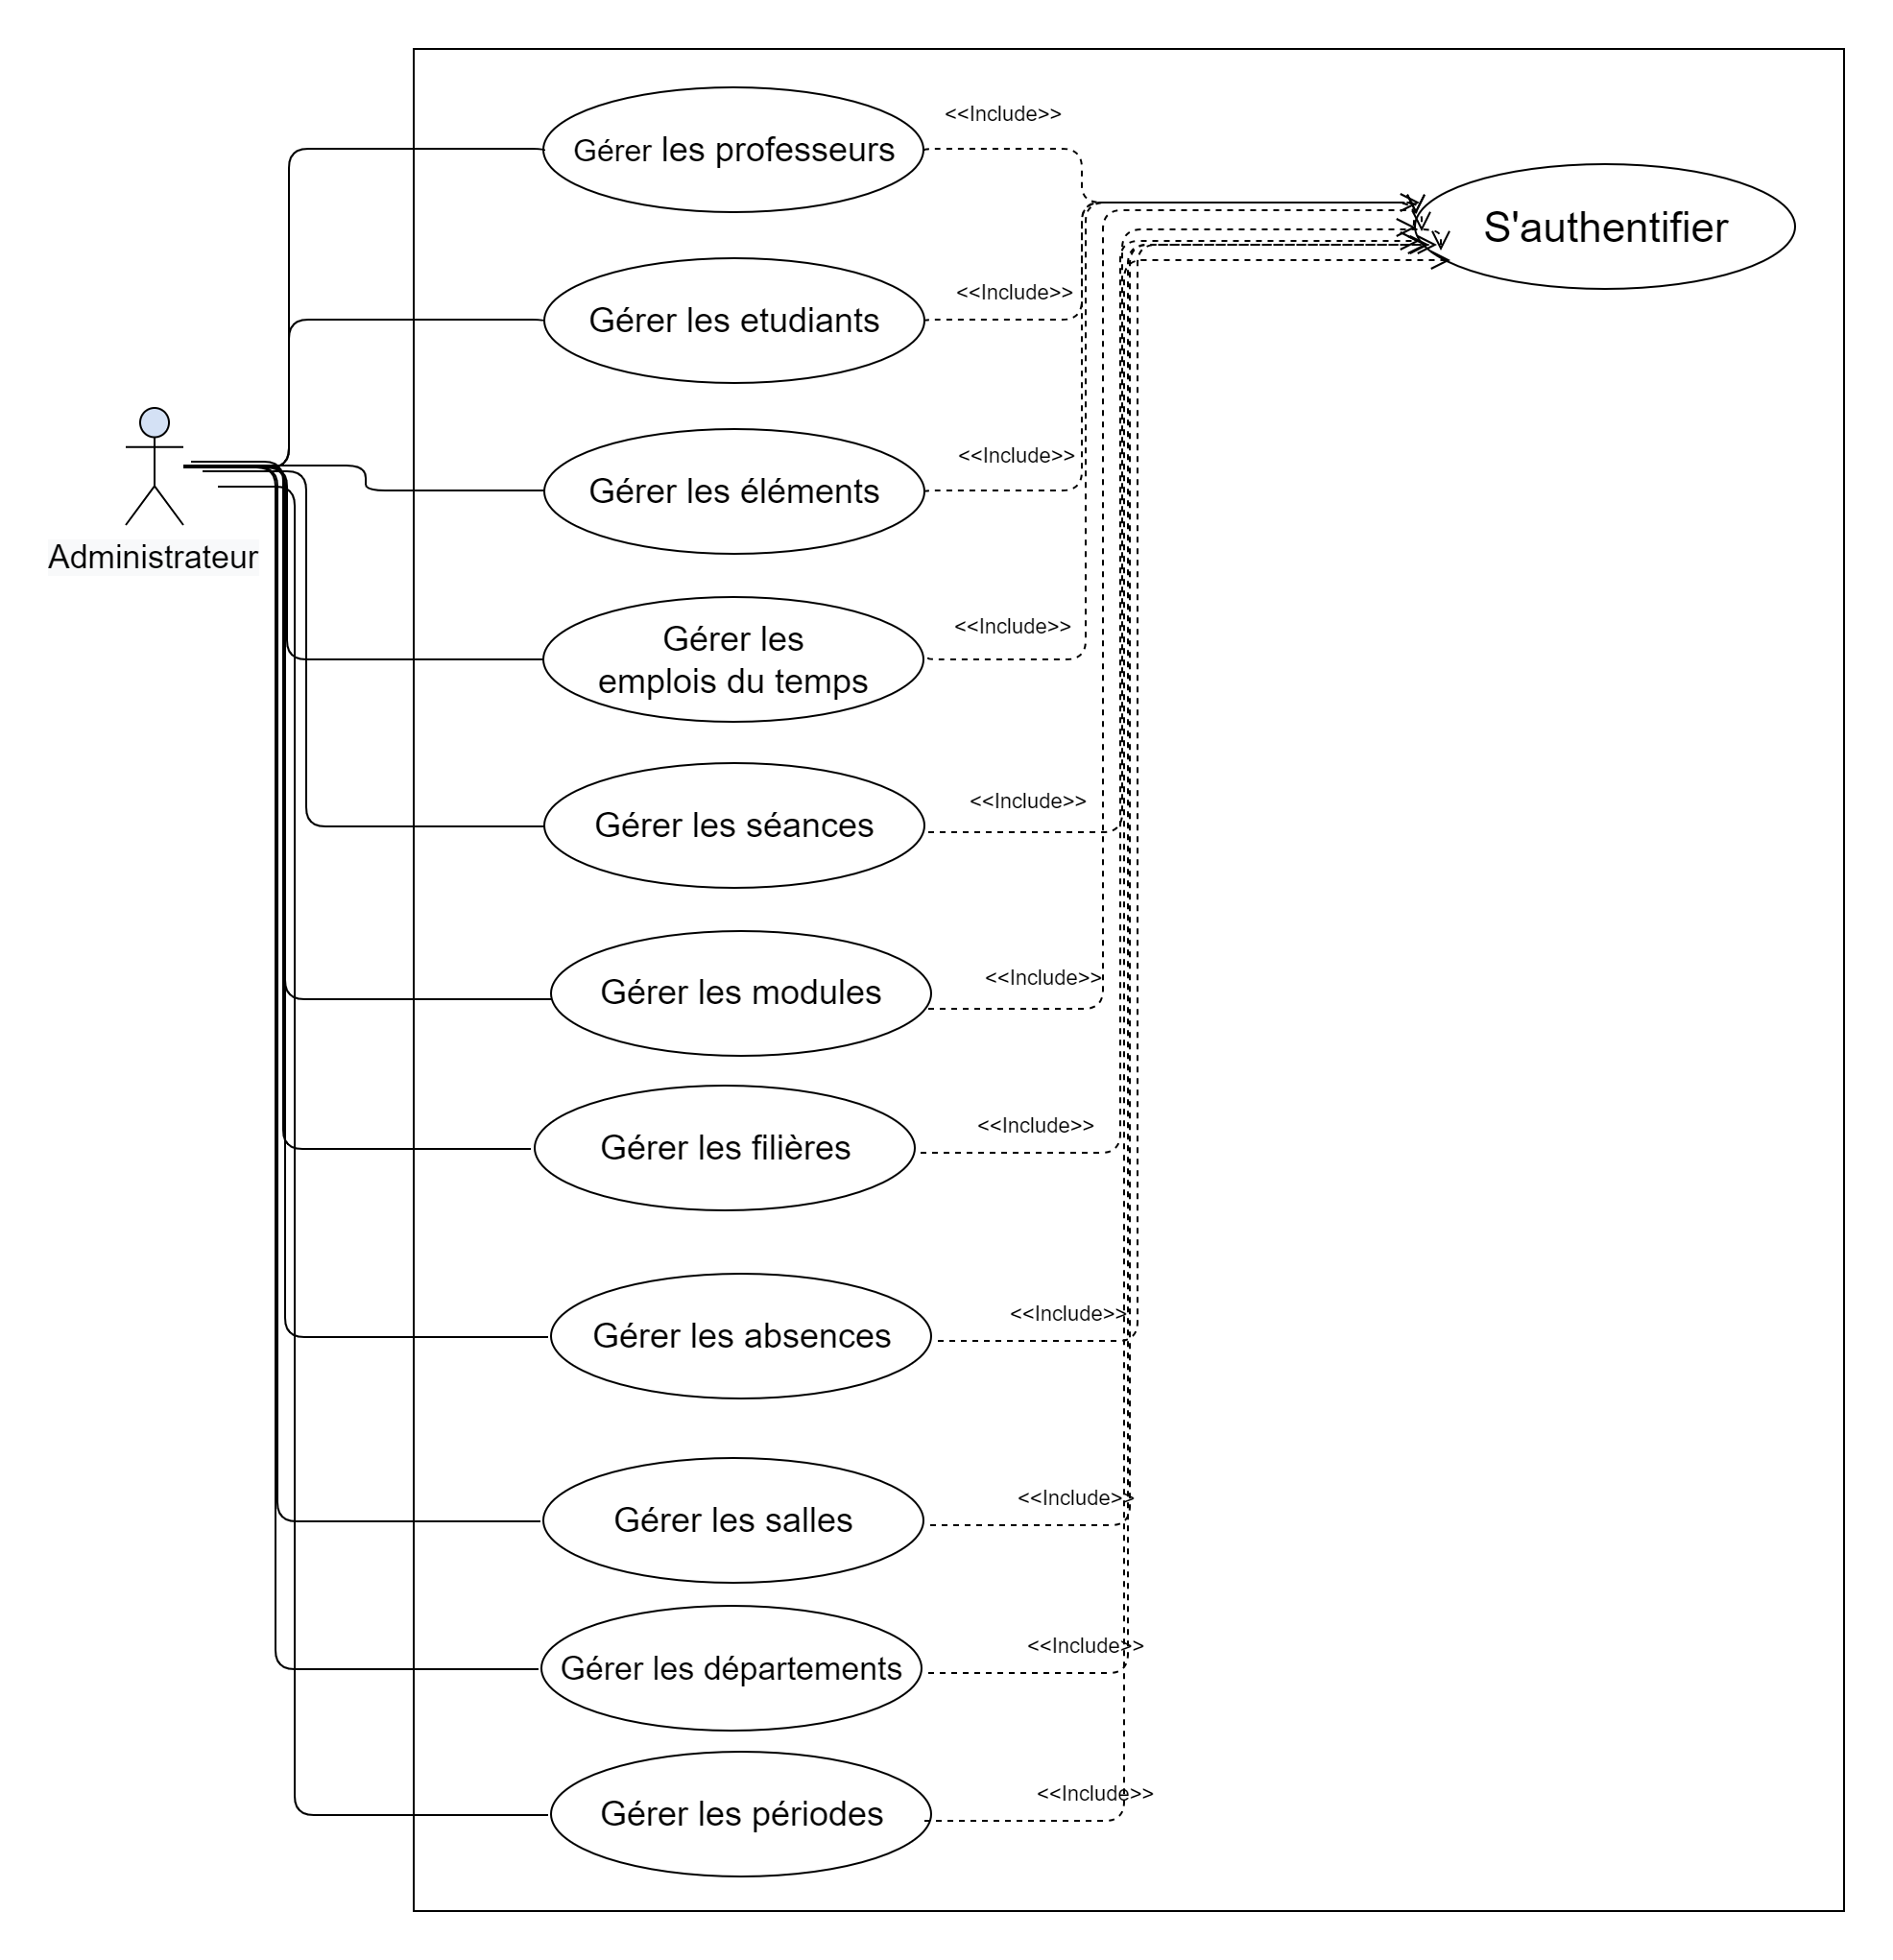 <<Include>>
Gérer les professeurs
S'authentifier
<<Include>>
Gérer les etudiants
<<Include>>
Gérer les éléments
Administrateur
<<Include>>
Gérer les
emplois du temps
<<Include>>
Gérer les séances
<<Include>>
Gérer les modules
<<Include>>
Gérer les filières
<<Include>>
Gérer les absences
<<Include>>
Gérer les salles
<<Include>>
Gérer les départements
<<Include>>
Gérer les périodes